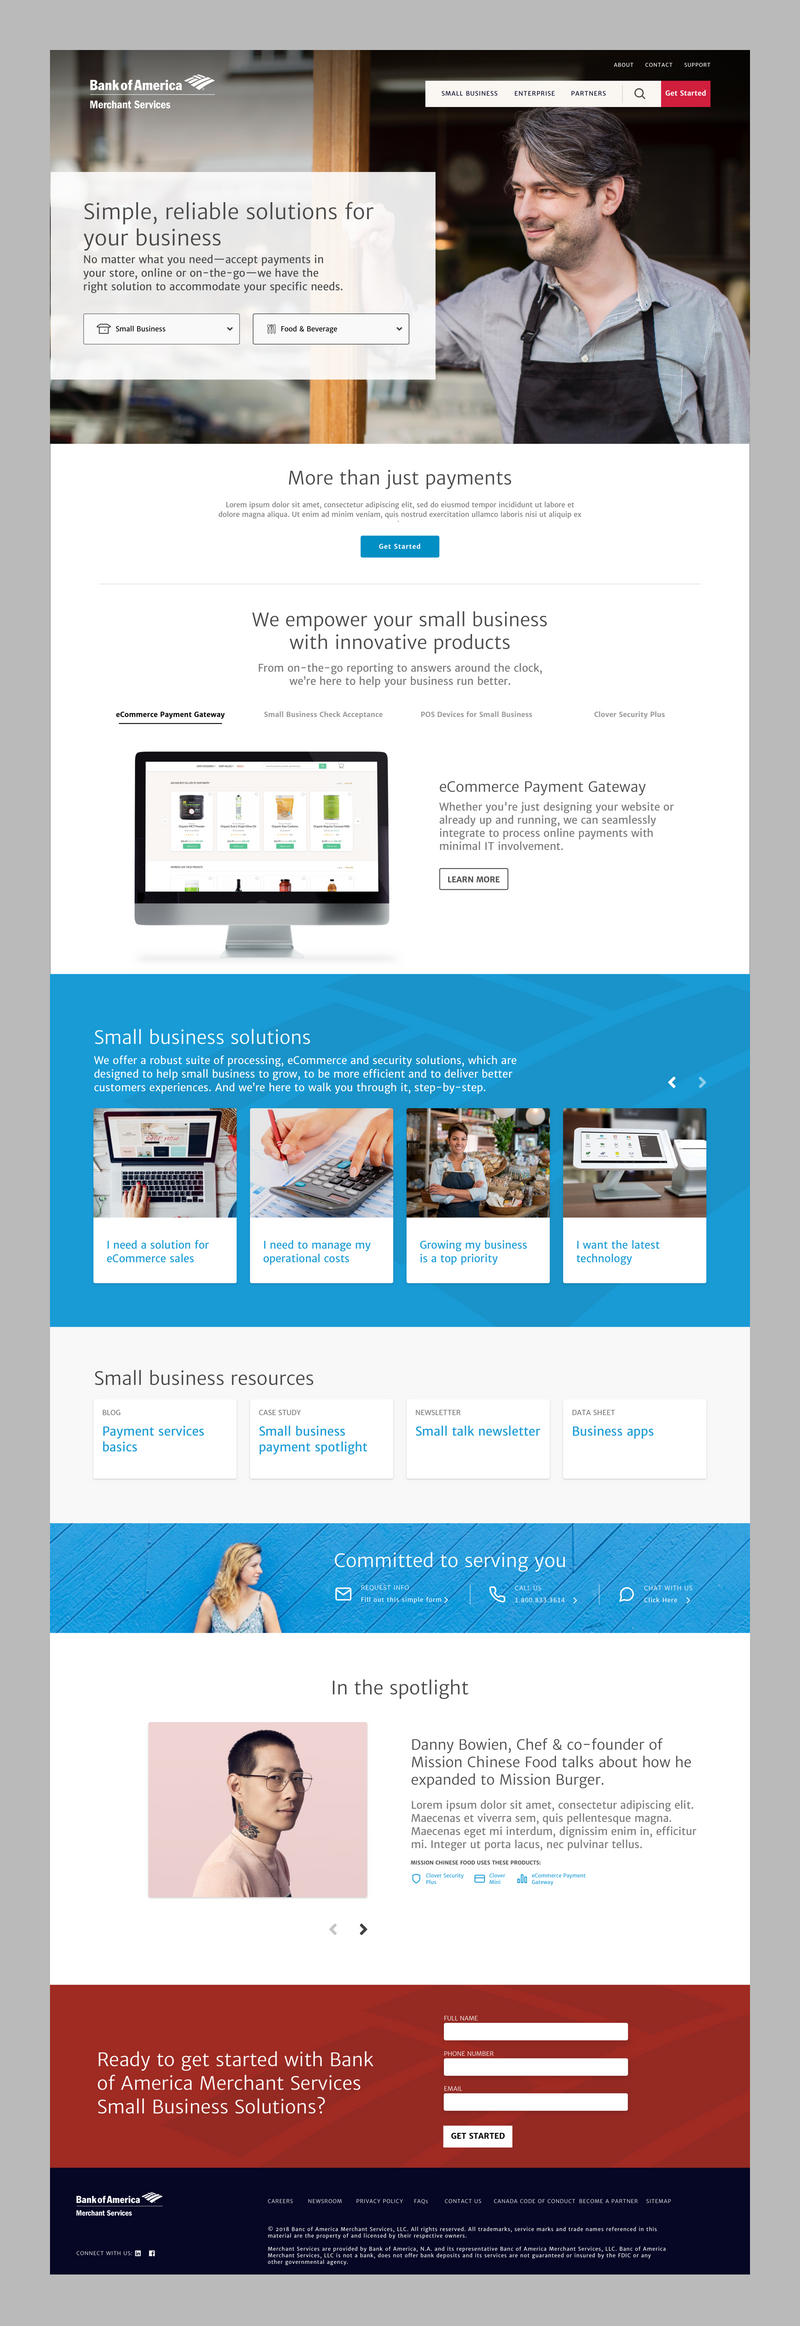 ABOUT CONTACT SUPPORT
Bank of America
Merchant Services
SMALL BUSINESS ENTERPRISE PARTNERS Get Started
Simple, reliable solutions for
your business
No matter what you need—accept payments in
your store, online or on-the-go—we have the
right solution to accommodate your specific needs.
Small Business Food & Beverage
More than just payments
Lorem ipsum dolor sit amet, consectetur adipiscing elit, sed do eiusmod tempor incididunt ut labore et
dolore magna aliqua. Ut enim ad minim veniam, quis nostrud exercitation ullamco laboris nisi ut aliquip ex
Get Started
We empower your small business
with innovative products
From on-the-go reporting to answers around the clock,
we're here to help your business run better.
eCommerce Payment Gateway Small Business Check Acceptance POS Devices for Small Business Clover Security Plus
eCommerce Payment Gateway
Whether you're just designing your website or
already up and running, we can seamlessly
integrate to process online payments with
minimal IT involvement.
LEARN MORE
Small business solutions
We offer a robust suite of processing, eCommerce and security solutions, which are
designed to help small business to grow, to be more efficient and to deliver better
customers experiences. And we're here to walk you through it, step-by-step.
I need a solution for
eCommerce sales
I need to manage my
operational costs
Growing my business
is a top priority
I want the latest
technology
Small business resources
BLOG
Payment services
basics
CASE STUDY
Small business
payment spotlight
NEWSLETTER
Small talk newsletter
DATA SHEET
Business apps
Committed to serving you
REQUEST INFO
Fill out this simple form
CALL US
1.800.833.3614
CHAT WITH US
Click Here
In the spotlight
Danny Bowien, Chef & co-founder of
Mission Chinese Food talks about how he
expanded to Mission Burger.
Lorem ipsum dolor sit amet, consectetur adipiscing elit.
Maecenas et viverra sem, quis pellentesque magna.
Maecenas eget mi interdum, dignissim enim in, efficitur
mi. Integer ut porta lacus, nec pulvinar tellus.
MISSION CHINESE FOOD USES THESE PRODUCTS:
Clover Security
Plus
Clover
Mini
eCommerce Payment
Gateway
Ready to get started with Bank
of America Merchant Services
Small Business Solutions?
FULL NAME
PHONE NUMBER
EMAIL
GET STARTED
Bank of America
Merchant Services
CONNECT WITH US:
CAREERS NEWSROOM PRIVACY POLICY FAQs CONTACT US CANADA CODE OF CONDUCT BECOME A PARTNER SITEMAP
© 2018 Banc of America Merchant Services, LLC. All rights reserved. All trademarks, service marks and trade names referenced in this
material are the property of and licensed by their respective owners.
Merchant Services are provided by Bank of America, N.A. and its representative Banc of America Merchant Services, LLC. Banc of America
Merchant Services, LLC is not a bank, does not offer bank deposits and its services are not guaranteed or insured by the FDIC or any
other governmental agency.